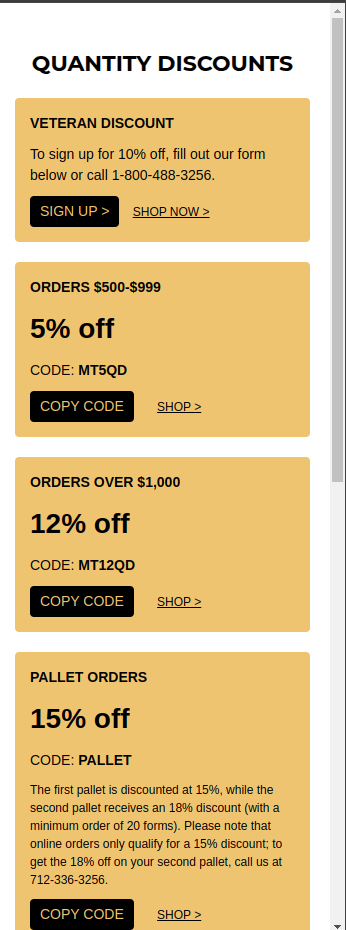 QUANTITY DISCOUNTS
VETERAN DISCOUNT
To sign up for 10% off, fill out our form
below or call 1-800-488-3256.
SIGN UP > SHOP NOW >
ORDERS $500-$999
5% off
CODE: MT5QD
COPY CODE SHOP >
ORDERS OVER $1,000
12% off
CODE: MT12QD
COPY CODE SHOP >
PALLET ORDERS
15% off
CODE: PALLET
The first pallet is discounted at 15%, while the
second pallet receives an 18% discount (with a
minimum order of 20 forms). Please note that
online orders only qualify for a 15% discount; to
get the 18% off on your second pallet, call us at
712-336-3256.
COPY CODE SHOP >